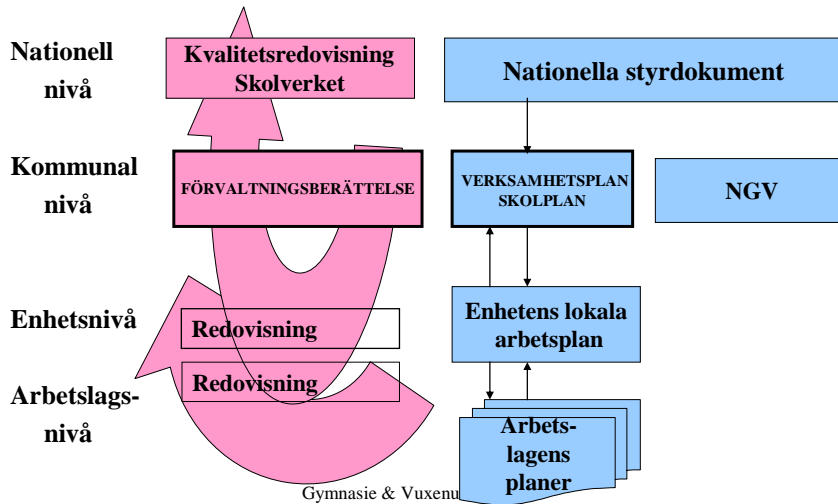 Nationell
nivå
Kvalitetsredovisning
Skolverket
Nationella styrdokument
Kommunal
nivå
FÖRVALTNINGSBERÄTTELSE
VERKSAMHETSPLAN
SKOLPLAN
NGV
Enhetsnivå
Redovisning
Enhetens lokala
arbetsplan
Arbetslags-
nivå
Redovisning
Arbets-
lagens
planer
Gymnasie & Vuxenu